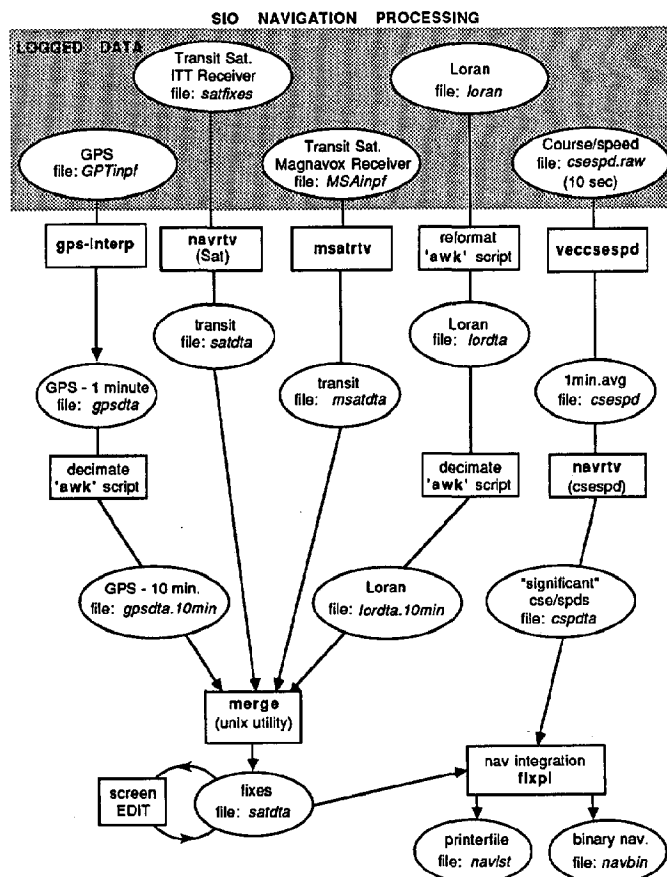 SIO NAVIGATION PROCESSING
LOGGED DATA
Transit Sat.
ITT Receiver
file: satfixes
Loran
file: loran
GPS
file: GPTinpf
Transit Sat.
Magnavox Receiver
file: MSAinpf
Course/speed
file: csespd.raw
(10 sec)
gps-interp
navrtv
(Sat)
msatrtv
reformat
'awk' script
veccsespd
transit
file: satdta
Loran
file: lordta
GPS - 1 minute
file: gpsdta
transit
file: msatdta
1min.avg
file: csespd
decimate
'awk' script
decimate
'awk' script
navrtv
(csespd)
GPS - 10 min.
file: gpsdta.10min
Loran
file: lordta.10min
"significant"
cse/spds
file: cspdta
merge
(unix utility)
nav integration
fixpl
screen
EDIT
fixes
file: satdta
printerfile
file: navlst
binary nav.
file: navbin